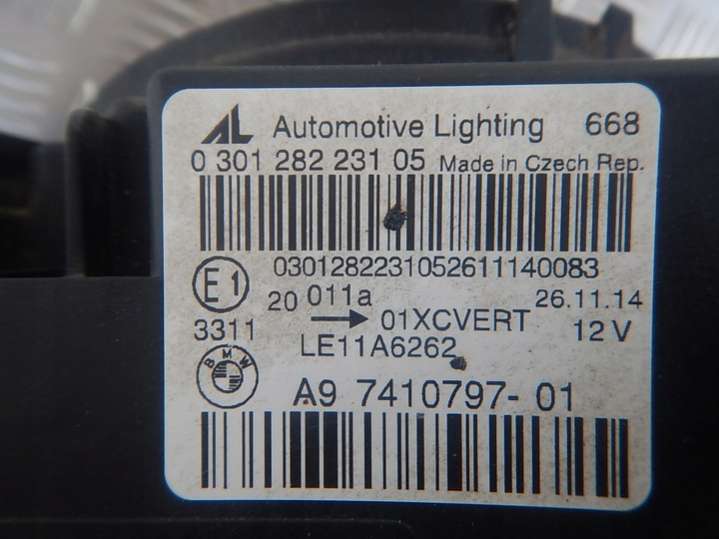 AL Automotive Lighting 668
0 301 282 231 05 Made in Czech Rep.
0301282231052611140083
E1 20 011a 26.11.14
3311 → 01XCVERT 12 V
LE11A6262
BMW A9 7410797- 01